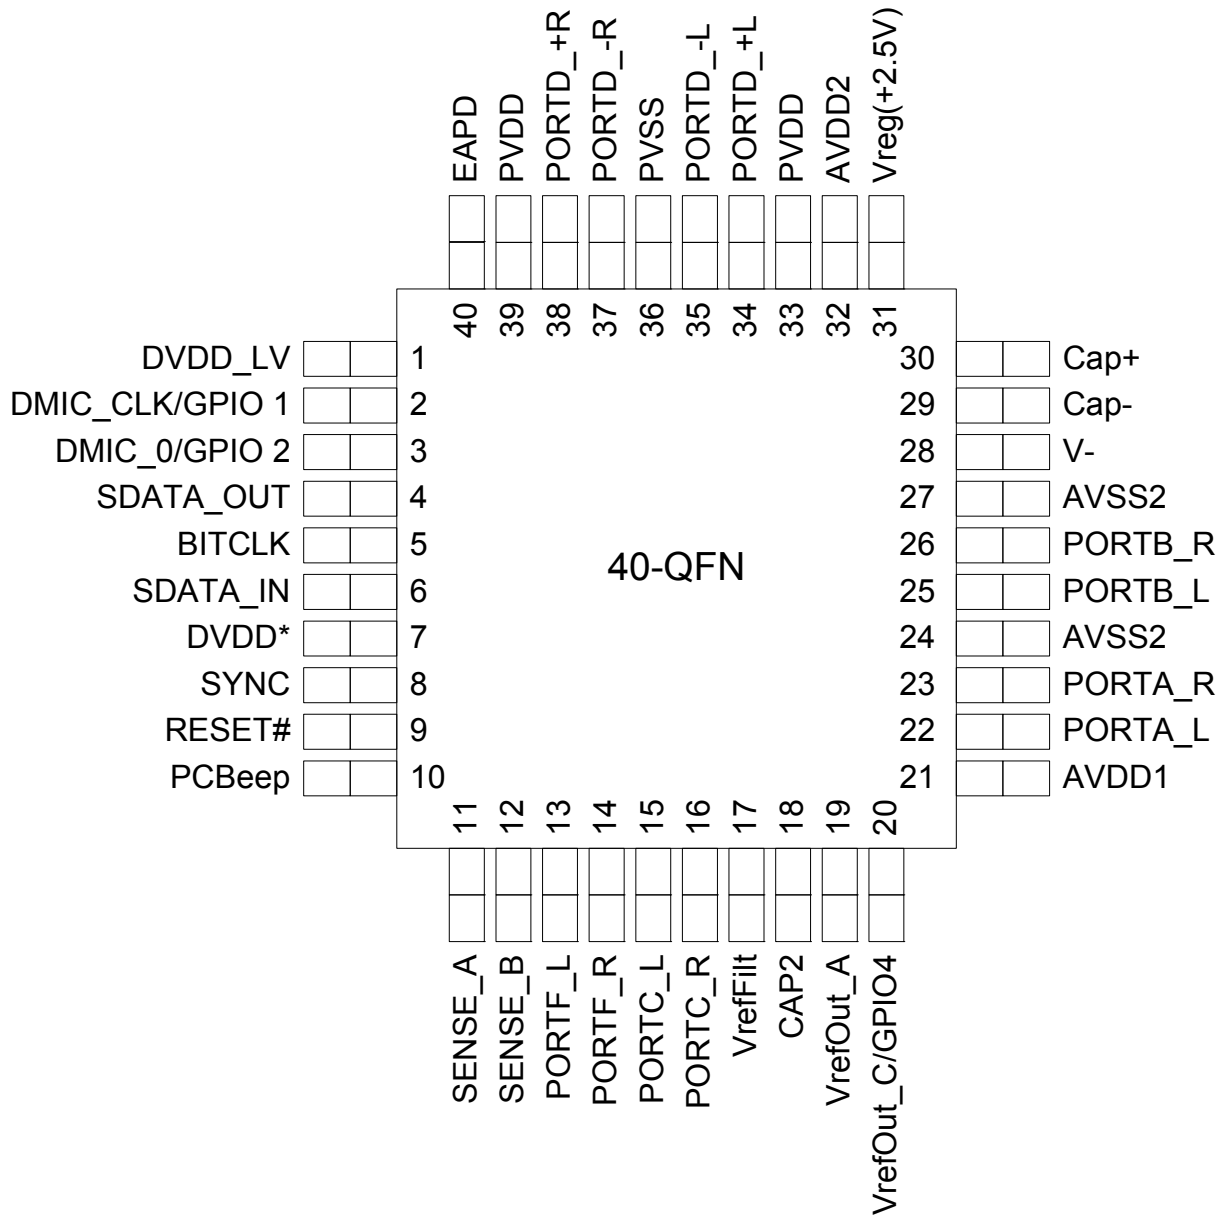 EAPD
PVDD
PORTD_+R
PORTD_-R
PVSS
PORTD_-L
PORTD_+L
PVDD
AVDD2
Vreg(+2.5V)
40
39
38
37
36
35
34
33
32
31
DVDD_LV 1
DMIC_CLK/GPIO 1 2
DMIC_0/GPIO 2 3
SDATA_OUT 4
BITCLK 5
SDATA_IN 6
DVDD* 7
SYNC 8
RESET# 9
PCBeep 10
40-QFN
30 Cap+
29 Cap-
28 V-
27 AVSS2
26 PORTB_R
25 PORTB_L
24 AVSS2
23 PORTA_R
22 PORTA_L
21 AVDD1
11
12
13
14
15
16
17
18
19
20
SENSE_A
SENSE_B
PORTF_L
PORTF_R
PORTC_L
PORTC_R
VrefFilt
CAP2
VrefOut_A
VrefOut_C/GPIO4